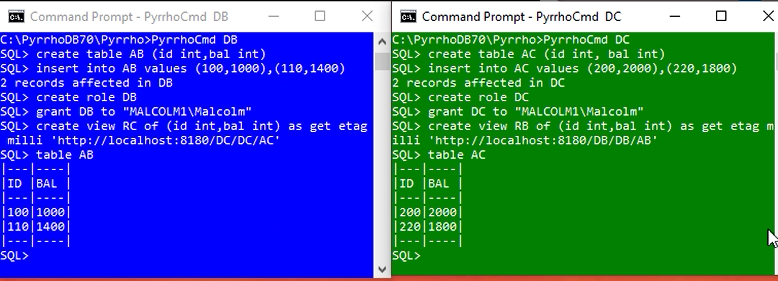 Command Prompt - PyrrhoCmd DB
C:\PyrrhoDB70\Pyrrho>PyrrhoCmd DB
SQL> create table AB (id int,bal int)
SQL> insert into AB values (100,1000),(110,1400)
2 records affected in DB
SQL> create role DB
SQL> grant DB to "MALCOLM1\Malcolm"
SQL> create view RC of (id int,bal int) as get etag
 milli 'http://localhost:8180/DC/DC/AC'
SQL> table AB
|---|----|
|ID |BAL |
|---|----|
|100|1000|
|110|1400|
|---|----|
SQL>
Command Prompt - PyrrhoCmd DC
C:\PyrrhoDB70\Pyrrho>PyrrhoCmd DC
SQL> create table AC (id int, bal int)
SQL> insert into AC values (200,2000),(220,1800)
2 records affected in DC
SQL> create role DC
SQL> grant DC to "MALCOLM1\Malcolm"
SQL> create view RB of (id int,bal int) as get etag m
illi 'http://localhost:8180/DB/DB/AB'
SQL> table AC
|---|----|
|ID |BAL |
|---|----|
|200|2000|
|220|1800|
|---|----|
SQL>